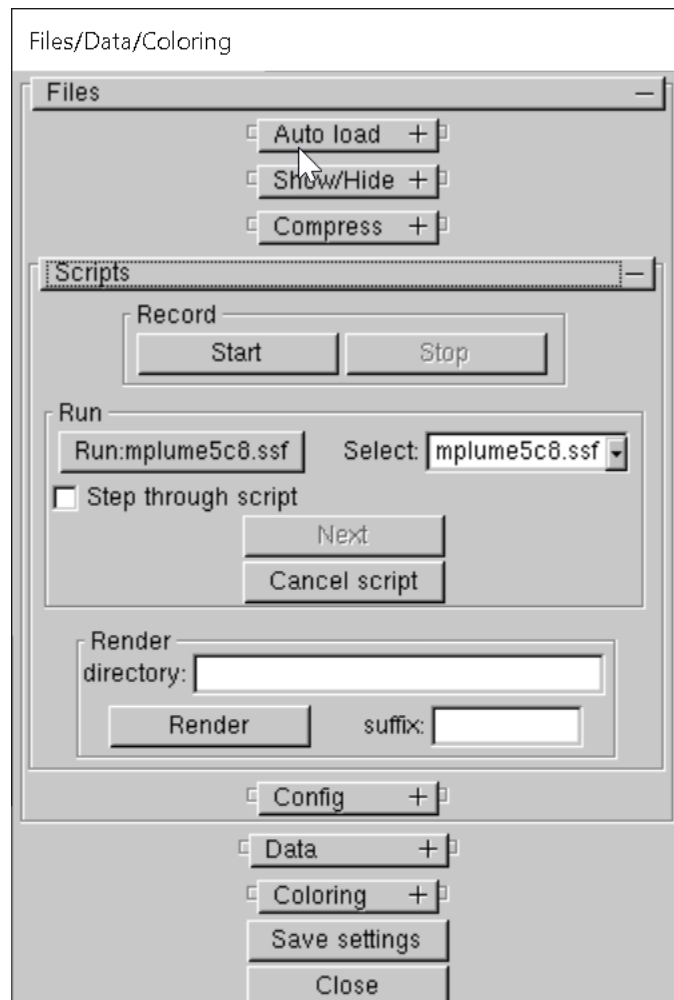 Files/Data/Coloring
Files
Auto load
Show/Hide
Compress
Scripts
Record
Start Stop
Run
Run:mplume5c8.ssf Select: mplume5c8.ssf
Step through script
Next
Cancel script
Render
directory:
Render suffix:
Config
Data
Coloring
Save settings
Close